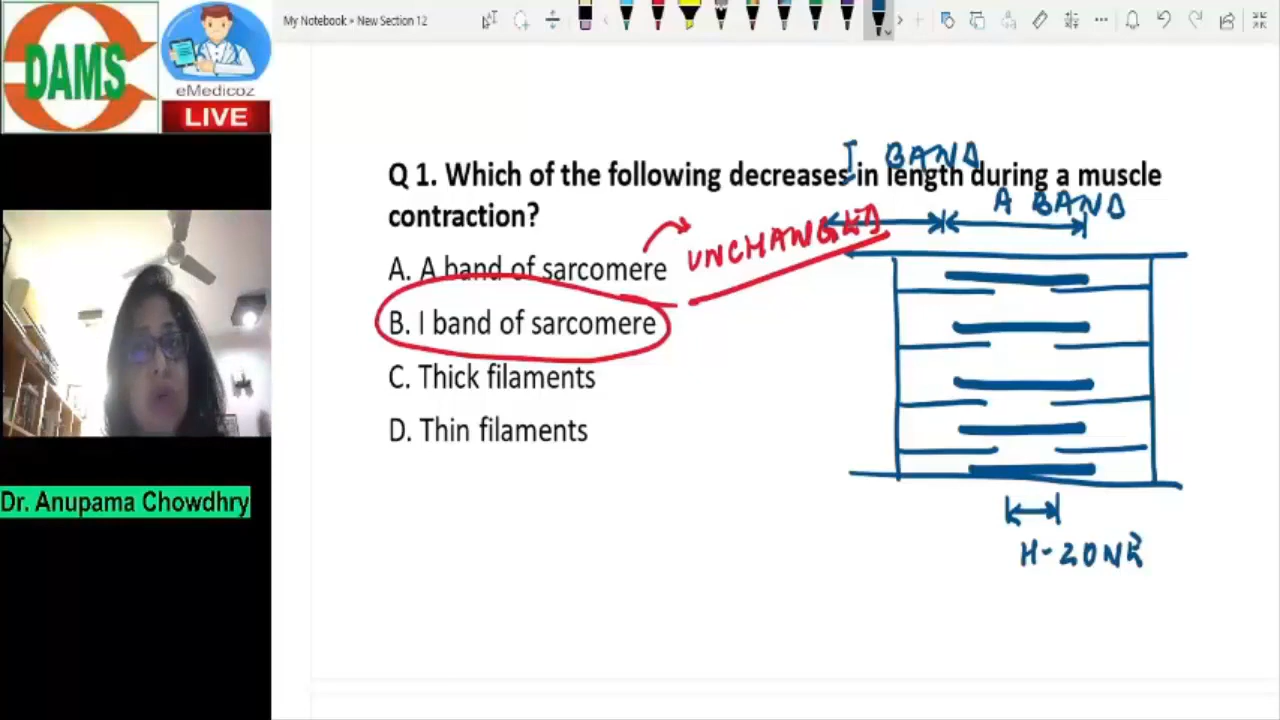 My Notebook > New Section 12
DAMS
eMedicoz
LIVE
Q 1. Which of the following decreases in length during a muscle
contraction?
A. A band of sarcomere
B. I band of sarcomere
C. Thick filaments
D. Thin filaments
UNCHANGED
I BAND
A BAND
H-ZONE
Dr. Anupama Chowdhry